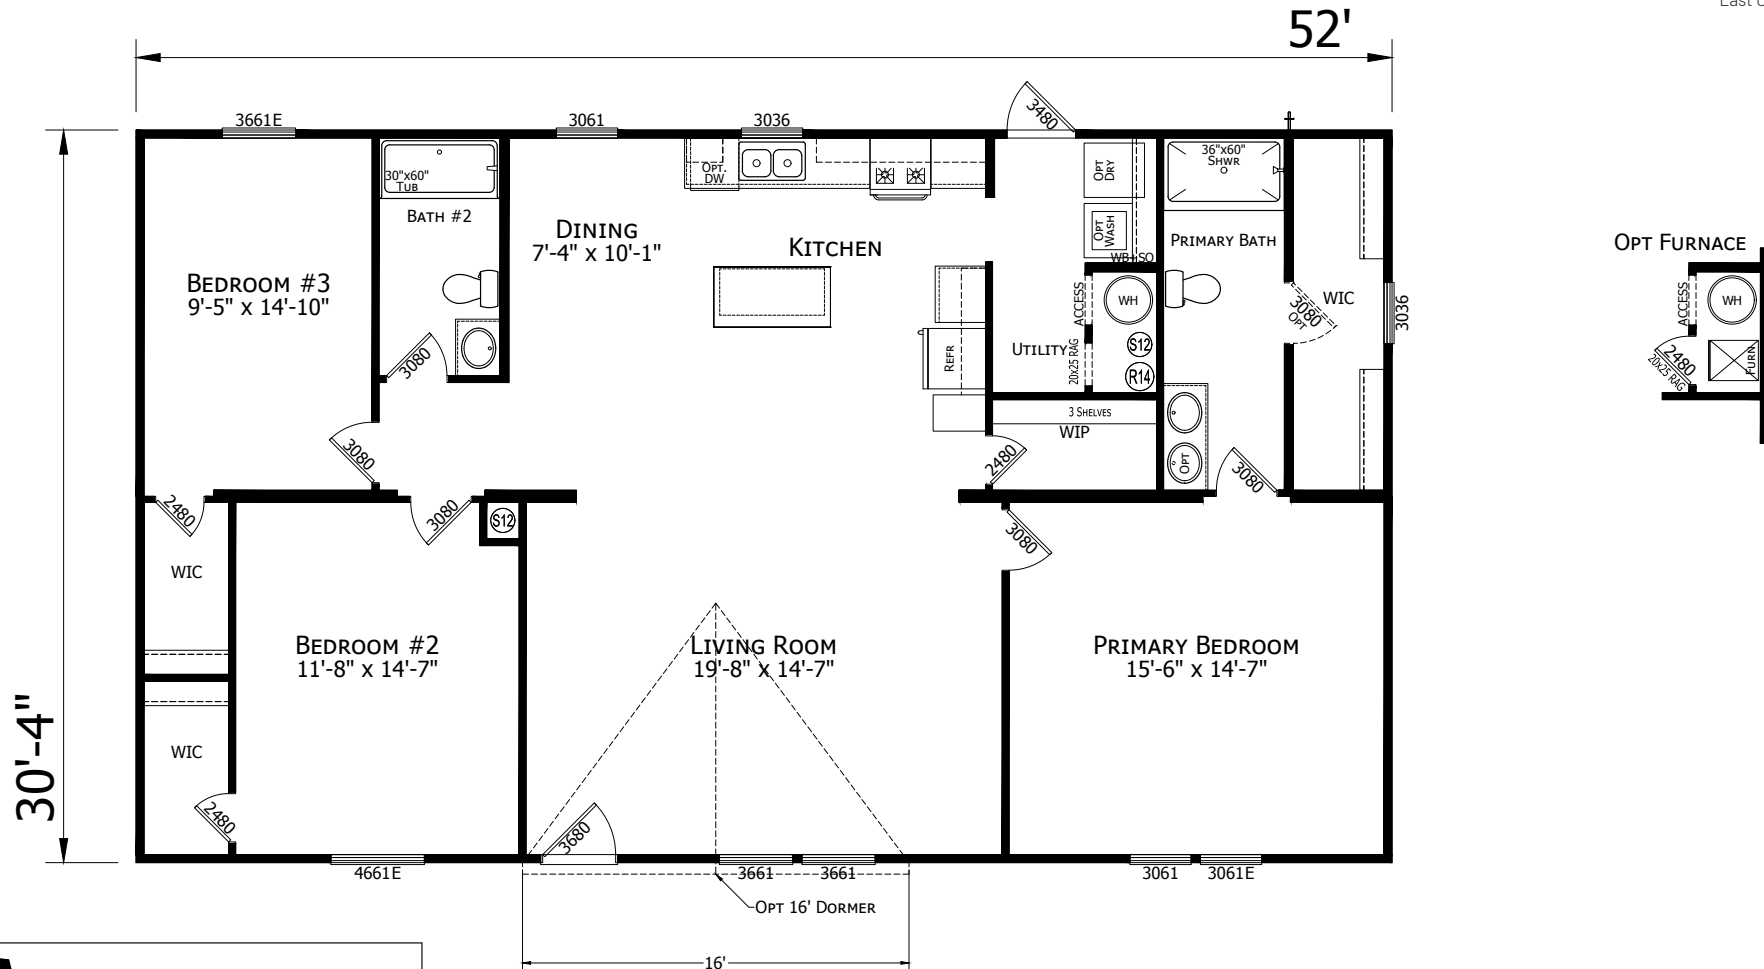 East
52'
3661E
3061
3036
3480
30"x60"
TUB
BATH #2
OPT.
DW
OPT
DRY
OPT
WASH
WB+SO
36"x60"
SHWR
PRIMARY BATH
DINING
7'-4" x 10'-1"
KITCHEN
BEDROOM #3
9'-5" x 14'-10"
3080
REFR
ACCESS
WH
UTILITY
20x25 RAG
S12
R14
3080
OPT
WIC
3036
OPT FURNACE
ACCESS
WH
2480
20x25 RAG
FURN
3 SHELVES
WIP
2480
OPT
3080
3080
2480
3080
S12
3080
WIC
BEDROOM #2
11'-8" x 14'-7"
LIVING ROOM
19'-8" x 14'-7"
PRIMARY BEDROOM
15'-6" x 14'-7"
30'-4"
WIC
2480
3680
4661E
3661
3661
3061
3061E
OPT 16' DORMER
16'